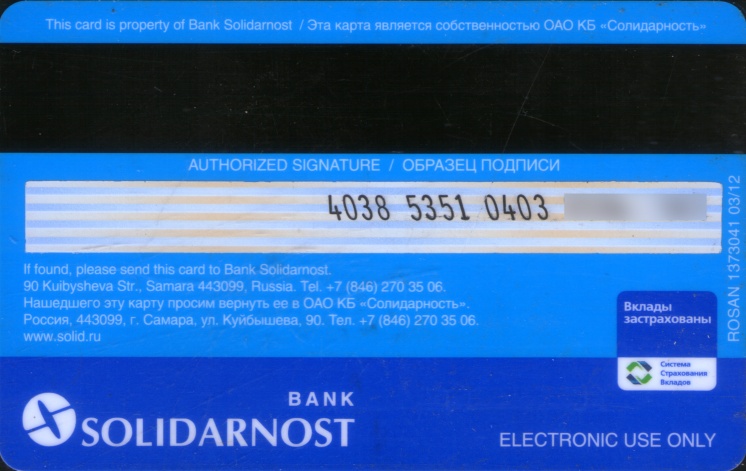 This card is property of Bank Solidarnost / Эта карта является собственностью ОАО КБ «Солидарность»
AUTHORIZED SIGNATURE / ОБРАЗЕЦ ПОДПИСИ
4038 5351 0403
If found, please send this card to Bank Solidarnost.
90 Kuibysheva Str., Samara 443099, Russia. Tel. +7 (846) 270 35 06.
Нашедшего эту карту просим вернуть ее в ОАО КБ «Солидарность».
Россия, 443099, г. Самара, ул. Куйбышева, 90. Тел. +7 (846) 270 35 06.
www.solid.ru
ROSAN 1373041 03/12
Вклады
застрахованы
Система
Страхования
Вкладов
BANK
SOLIDARNOST
ELECTRONIC USE ONLY